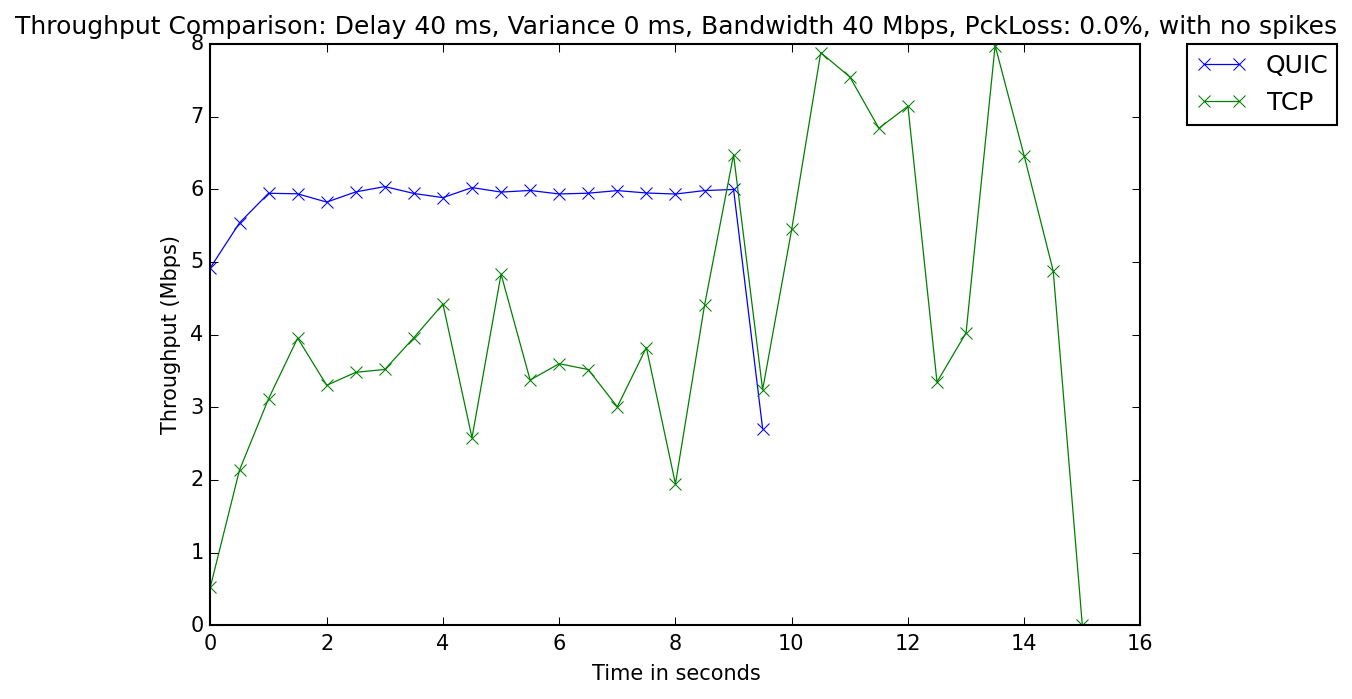 Throughput Comparison: Delay 40 ms, Variance 0 ms, Bandwidth 40 Mbps, PckLoss: 0.0%, with no spikes
QUIC
TCP
Throughput (Mbps)
8
7
6
5
4
3
2
1
0
0 2 4 6 8 10 12 14 16
Time in seconds